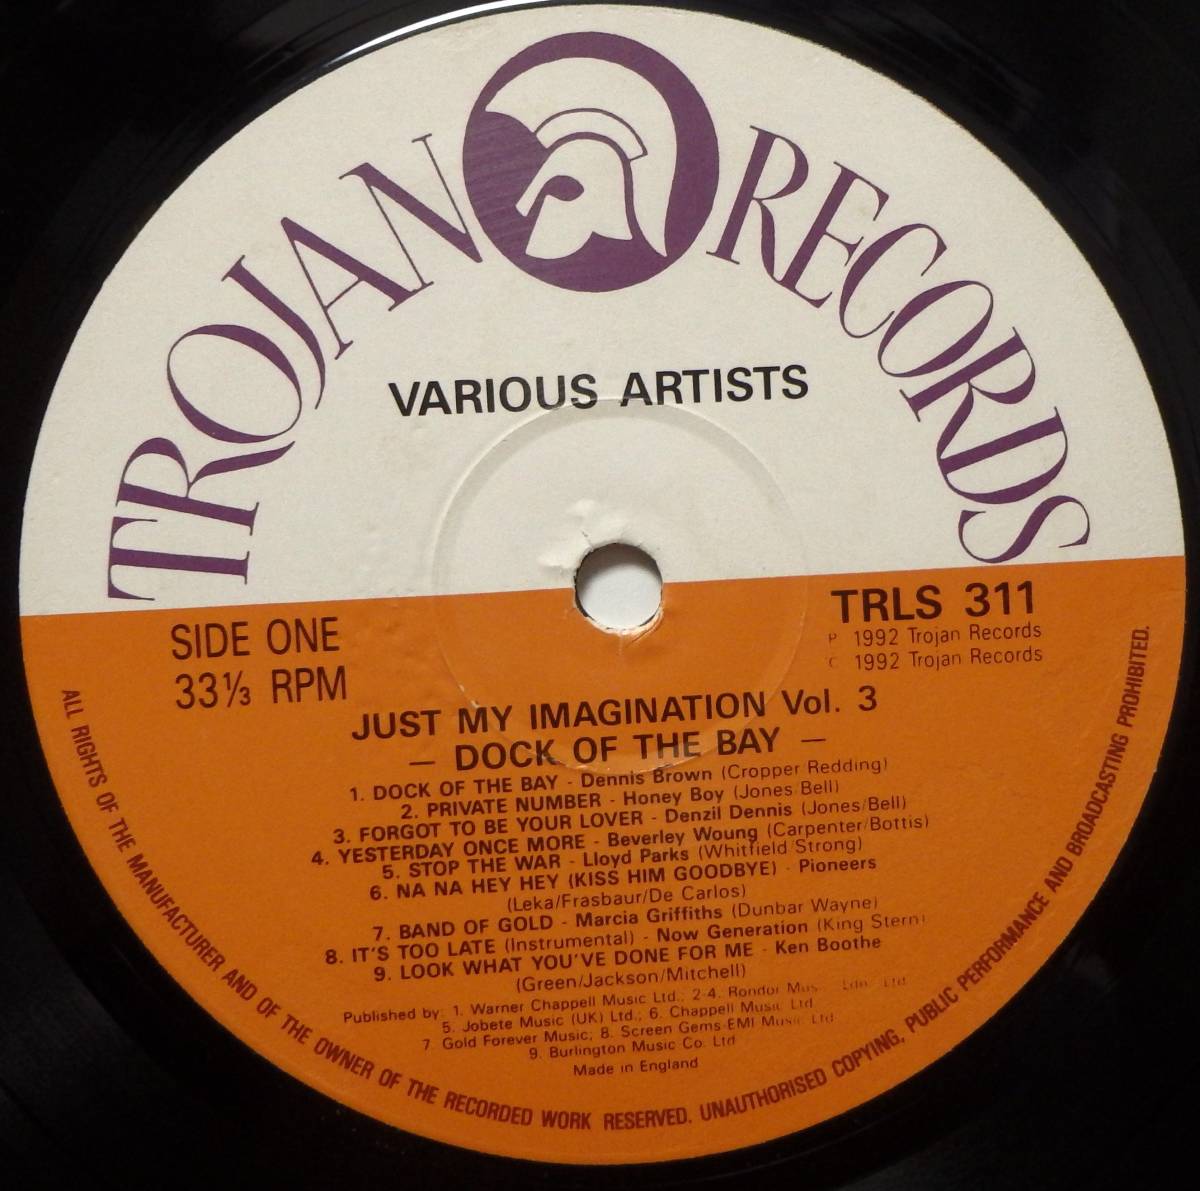 TROJAN RECORDS
VARIOUS ARTISTS
SIDE ONE
33⅓ RPM
TRLS 311
P 1992 Trojan Records
C 1992 Trojan Records
JUST MY IMAGINATION Vol. 3
— DOCK OF THE BAY —
1. DOCK OF THE BAY - Dennis Brown (Cropper Redding)
2. PRIVATE NUMBER - Honey Boy (Jones Bell)
3. FORGOT TO BE YOUR LOVER - Denzil Dennis (Jones/Bell)
4. YESTERDAY ONCE MORE - Beverley Woung (Carpenter/Bottis)
5. STOP THE WAR - Lloyd Parks (Whitfield Strong)
6. NA NA HEY HEY (KISS HIM GOODBYE) - Pioneers
(Leka/Frasbaur/De Carlos)
7. BAND OF GOLD - Marcia Griffiths (Dunbar Wayne)
8. IT'S TOO LATE (Instrumental) - Now Generation (King Stern)
9. LOOK WHAT YOU'VE DONE FOR ME - Ken Boothe
(Green/Jackson/Mitchell)
Published by: 1. Warner Chappell Music Ltd.; 2-4. Rondor Ltd
5. Jobete Music (UK) Ltd.; 6. Chappell Music Ltd
7. Gold Forever Music; 8. Screen Gems-EMI Music Ltd
9. Burlington Music Co. Ltd
Made in England
ALL RIGHTS OF THE MANUFACTURER AND OF THE OWNER OF THE RECORDED WORK RESERVED. UNAUTHORISED COPYING, PUBLIC PERFORMANCE AND BROADCASTING PROHIBITED.